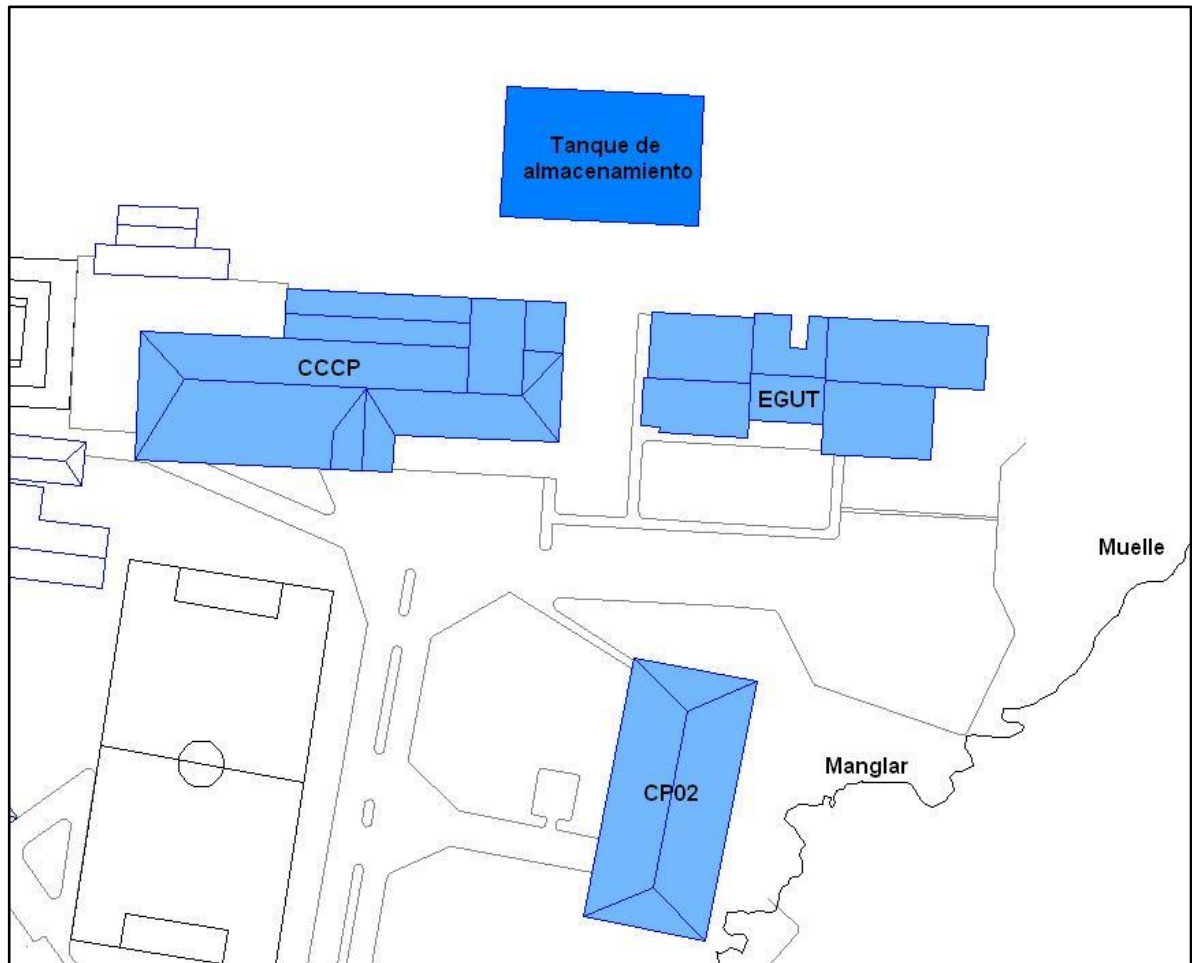 Tanque de
almacenamiento
CCCP
EGUT
Muelle
Manglar
CP02